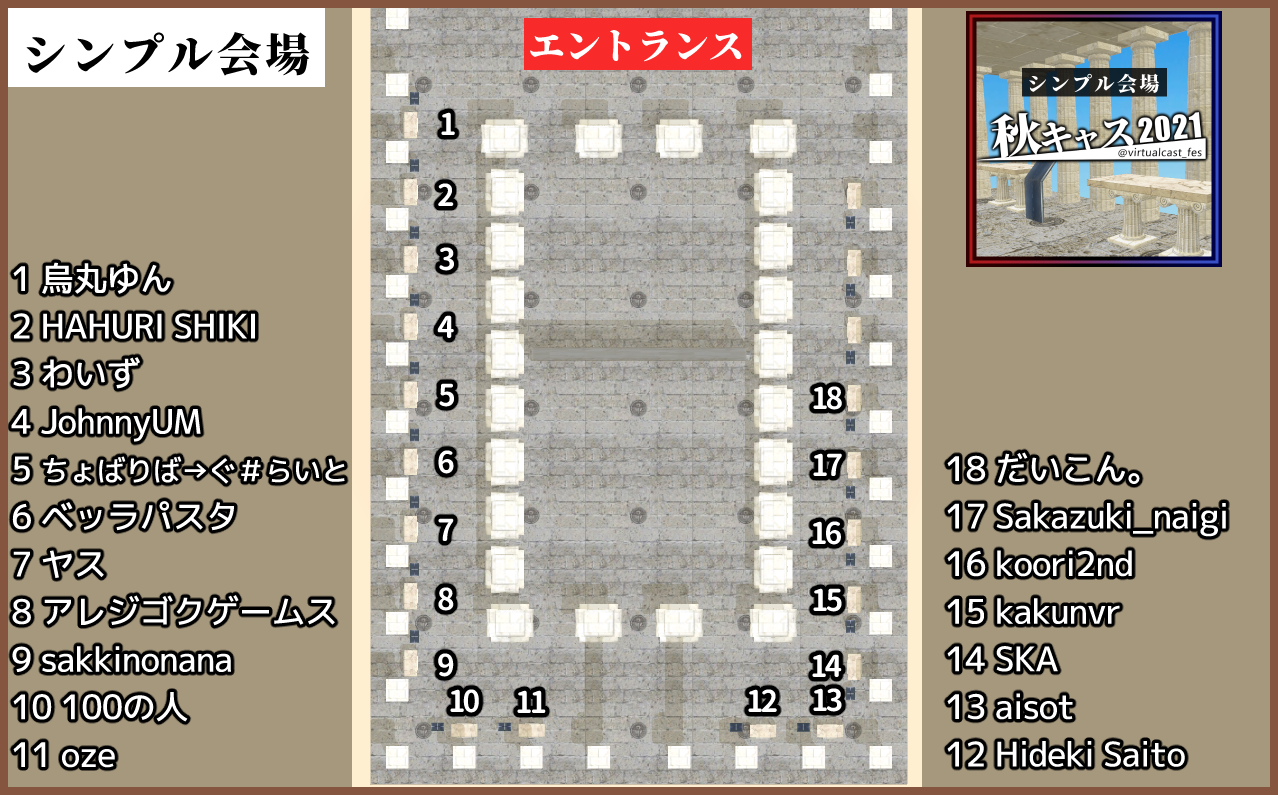 シンプル会場
エントランス
シンプル会場
秋キャス2021
@virtualcast_fes
1 烏丸ゆん
2 HAHURI SHIKI
3 わいず
4 JohnnyUM
5 ちょばりば→ぐ#らいと
6 ベッラパスタ
7 ヤス
8 アレジゴクゲームス
9 sakkinonana
10 100の人
11 oze
1
2
3
4
5
6
7
8
9
10
11
12
13
14
15
16
17
18
18 だいこん。
17 Sakazuki_naigi
16 koori2nd
15 kakunvr
14 SKA
13 aisot
12 Hideki Saito